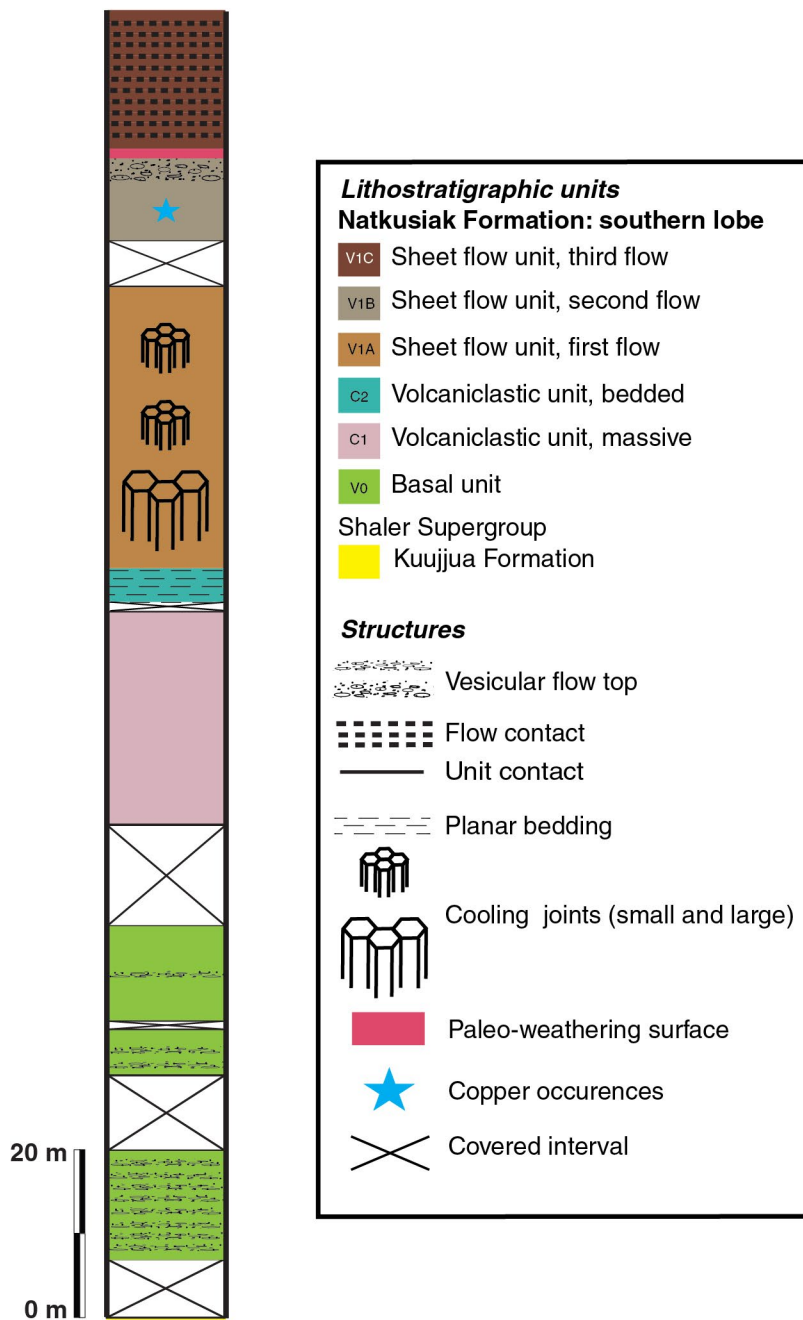 Lithostratigraphic units
Natkusiak Formation: southern lobe
V1C Sheet flow unit, third flow
V1B Sheet flow unit, second flow
V1A Sheet flow unit, first flow
C2 Volcaniclastic unit, bedded
C1 Volcaniclastic unit, massive
V0 Basal unit
Shaler Supergroup
Kuujjua Formation
Structures
Vesicular flow top
Flow contact
Unit contact
Planar bedding
Cooling joints (small and large)
Paleo-weathering surface
Copper occurences
Covered interval
20 m
0 m